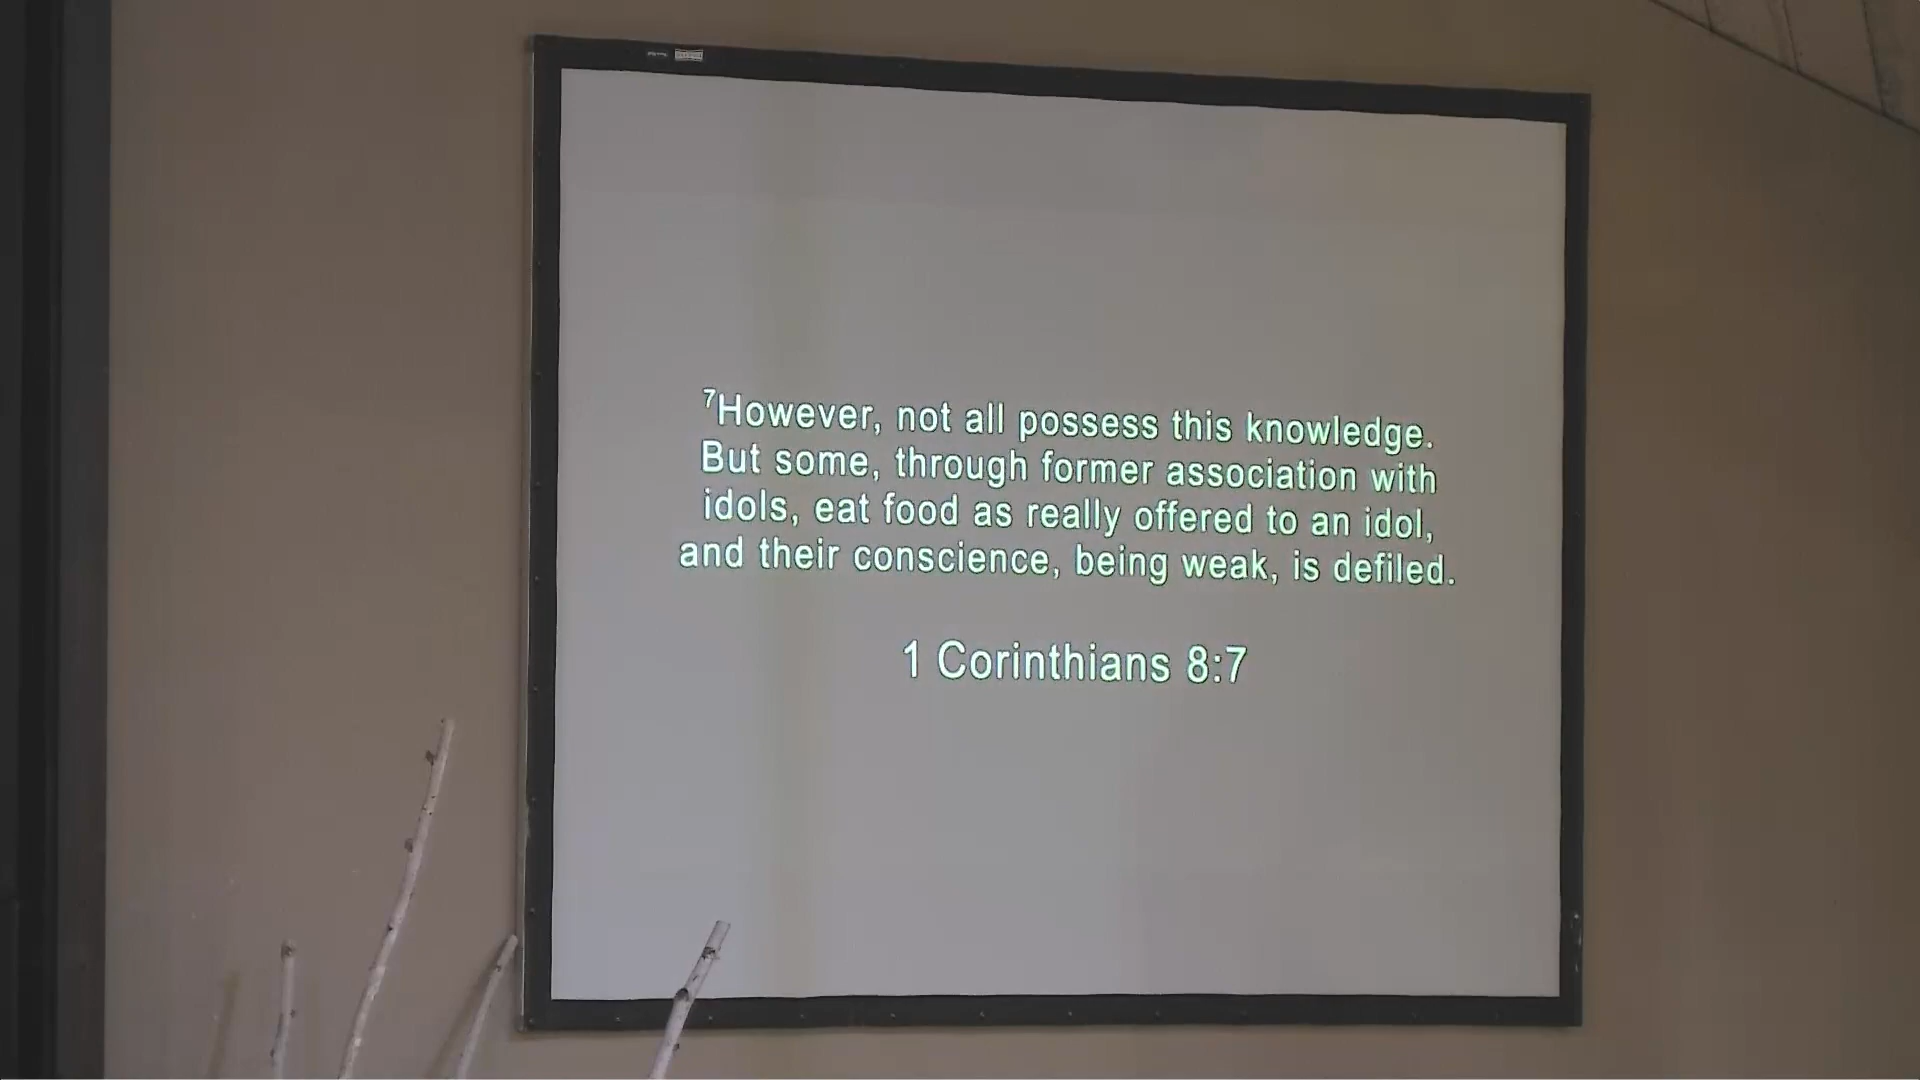 ⁷However, not all possess this knowledge.
But some, through former association with
idols, eat food as really offered to an idol,
and their conscience, being weak, is defiled.
1 Corinthians 8:7